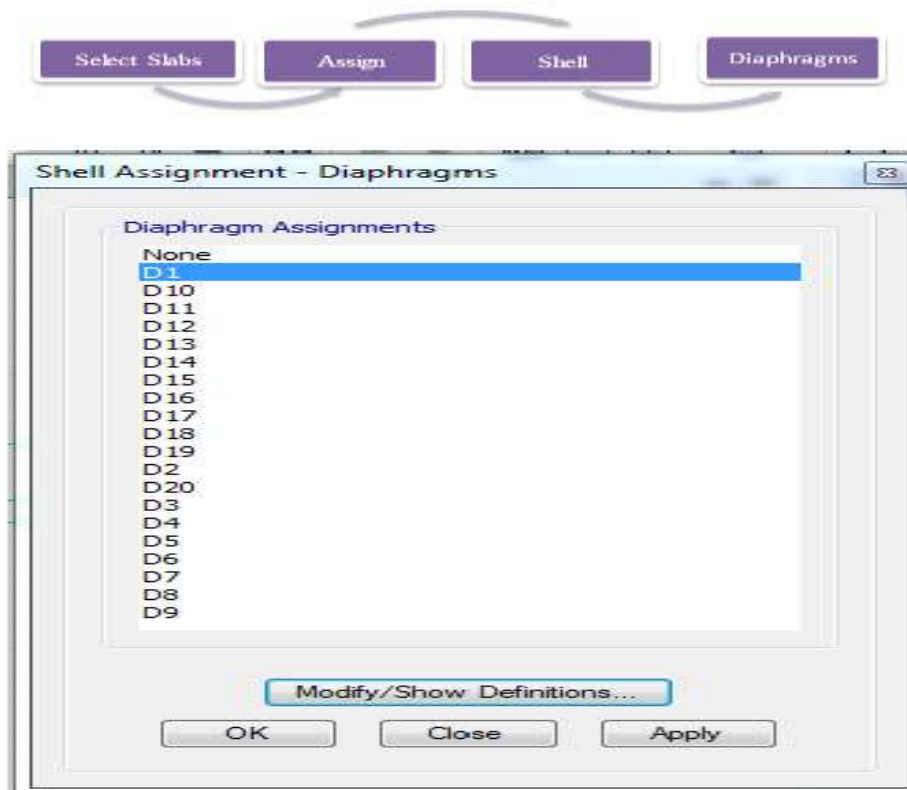 Select Slabs Assign Shell Diaphragms
Shell Assignment - Diaphragms
Diaphragm Assignments
None
D1
D10
D11
D12
D13
D14
D15
D16
D17
D18
D19
D2
D20
D3
D4
D5
D6
D7
D8
D9
Modify/Show Definitions...
OK Close Apply